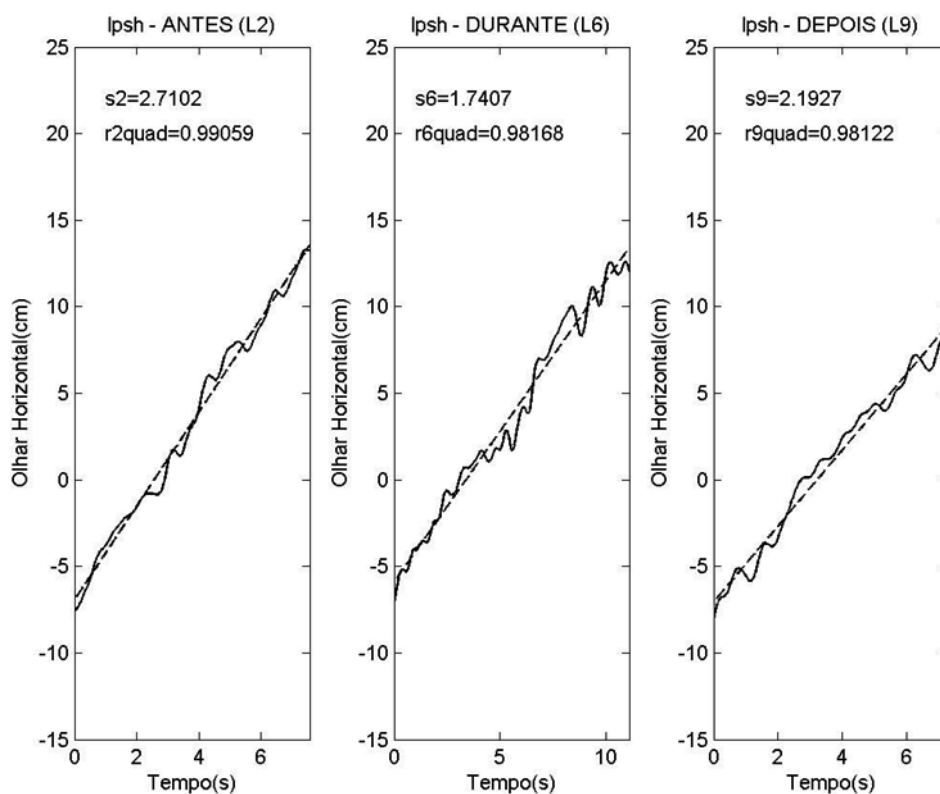 lpsh - ANTES (L2)
s2=2.7102
r2quad=0.99059
25
20
15
10
5
0
-5
-10
-15
0
2
4
6
Olhar Horizontal(cm)
Tempo(s)
lpsh - DURANTE (L6)
s6=1.7407
r6quad=0.98168
25
20
15
10
5
0
-5
-10
-15
0
5
10
Olhar Horizontal(cm)
Tempo(s)
lpsh - DEPOIS (L9)
s9=2.1927
r9quad=0.98122
25
20
15
10
5
0
-5
-10
-15
0
2
4
6
Olhar Horizontal(cm)
Tempo(s)